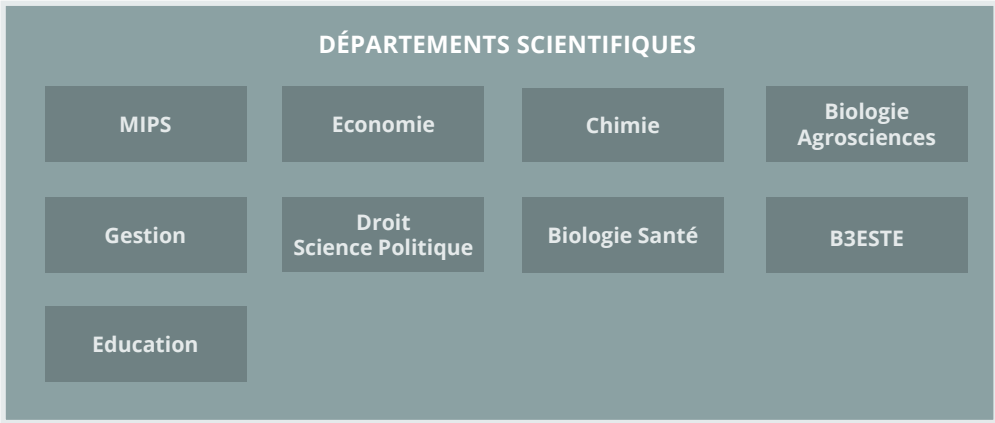 DÉPARTEMENTS SCIENTIFIQUES
MIPS
Economie
Chimie
Biologie
Agrosciences
Gestion
Droit
Science Politique
Biologie Santé
B3ESTE
Education